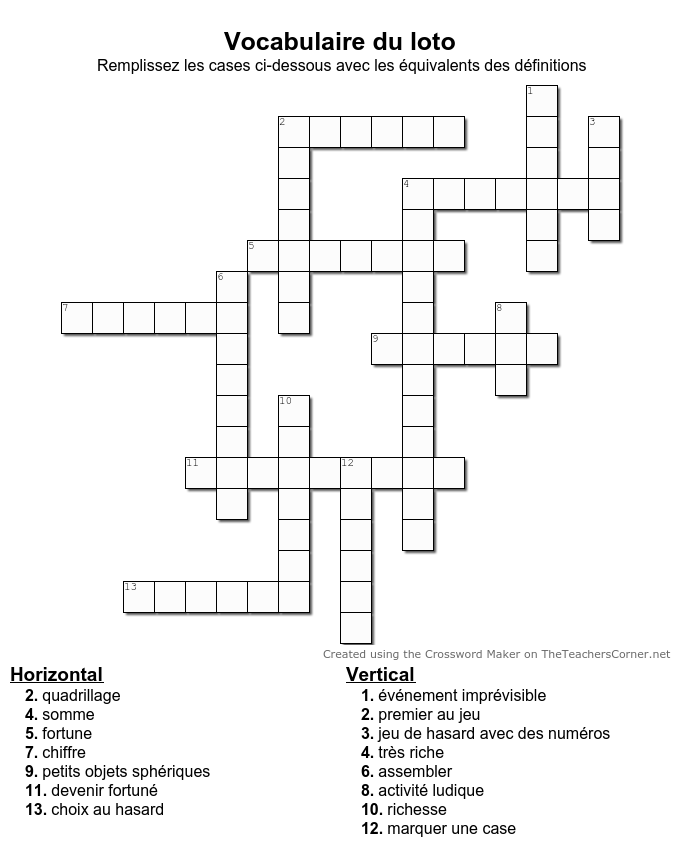 Vocabulaire du loto
Remplissez les cases ci-dessous avec les équivalents des définitions
1
2
3
4
5
6
7
8
9
10
11
12
13
Created using the Crossword Maker on TheTeachersCorner.net
Horizontal
2. quadrillage
4. somme
5. fortune
7. chiffre
9. petits objets sphériques
11. devenir fortuné
13. choix au hasard
Vertical
1. événement imprévisible
2. premier au jeu
3. jeu de hasard avec des numéros
4. très riche
6. assembler
8. activité ludique
10. richesse
12. marquer une case